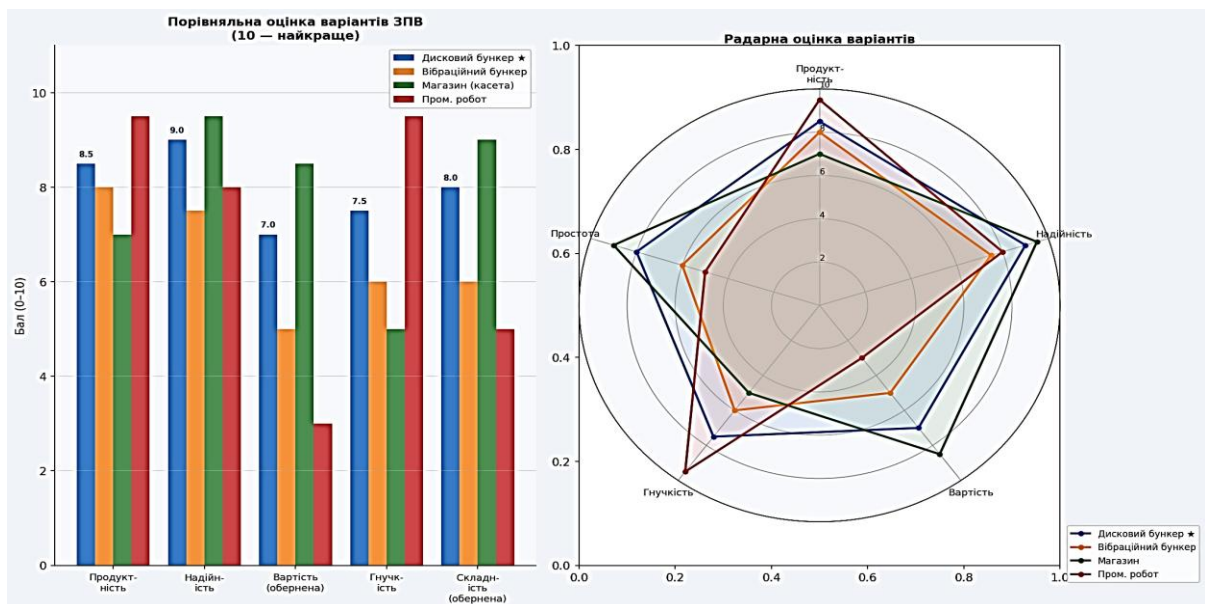 Порівняльна оцінка варіантів ЗПВ
(10 — найкраще)
Дисковий бункер ★
Вібраційний бункер
Магазин (касета)
Пром. робот
Бал (0–10)
10
8
6
4
2
0
8.5
9.0
7.0
7.5
8.0
Продукт-
ність
Надійн-
ість
Вартість
(обернена)
Гнучк-
ість
Складн-
ість
(обернена)
Радарна оцінка варіантів
1.0
0.8
0.6
0.4
0.2
0.0
0.0
0.2
0.4
0.6
0.8
1.0
Продукт-
ність
10
8
6
4
2
Простота
Надійність
Гнучкість
Вартість
Дисковий бункер ★
Вібраційний бункер
Магазин
Пром. робот